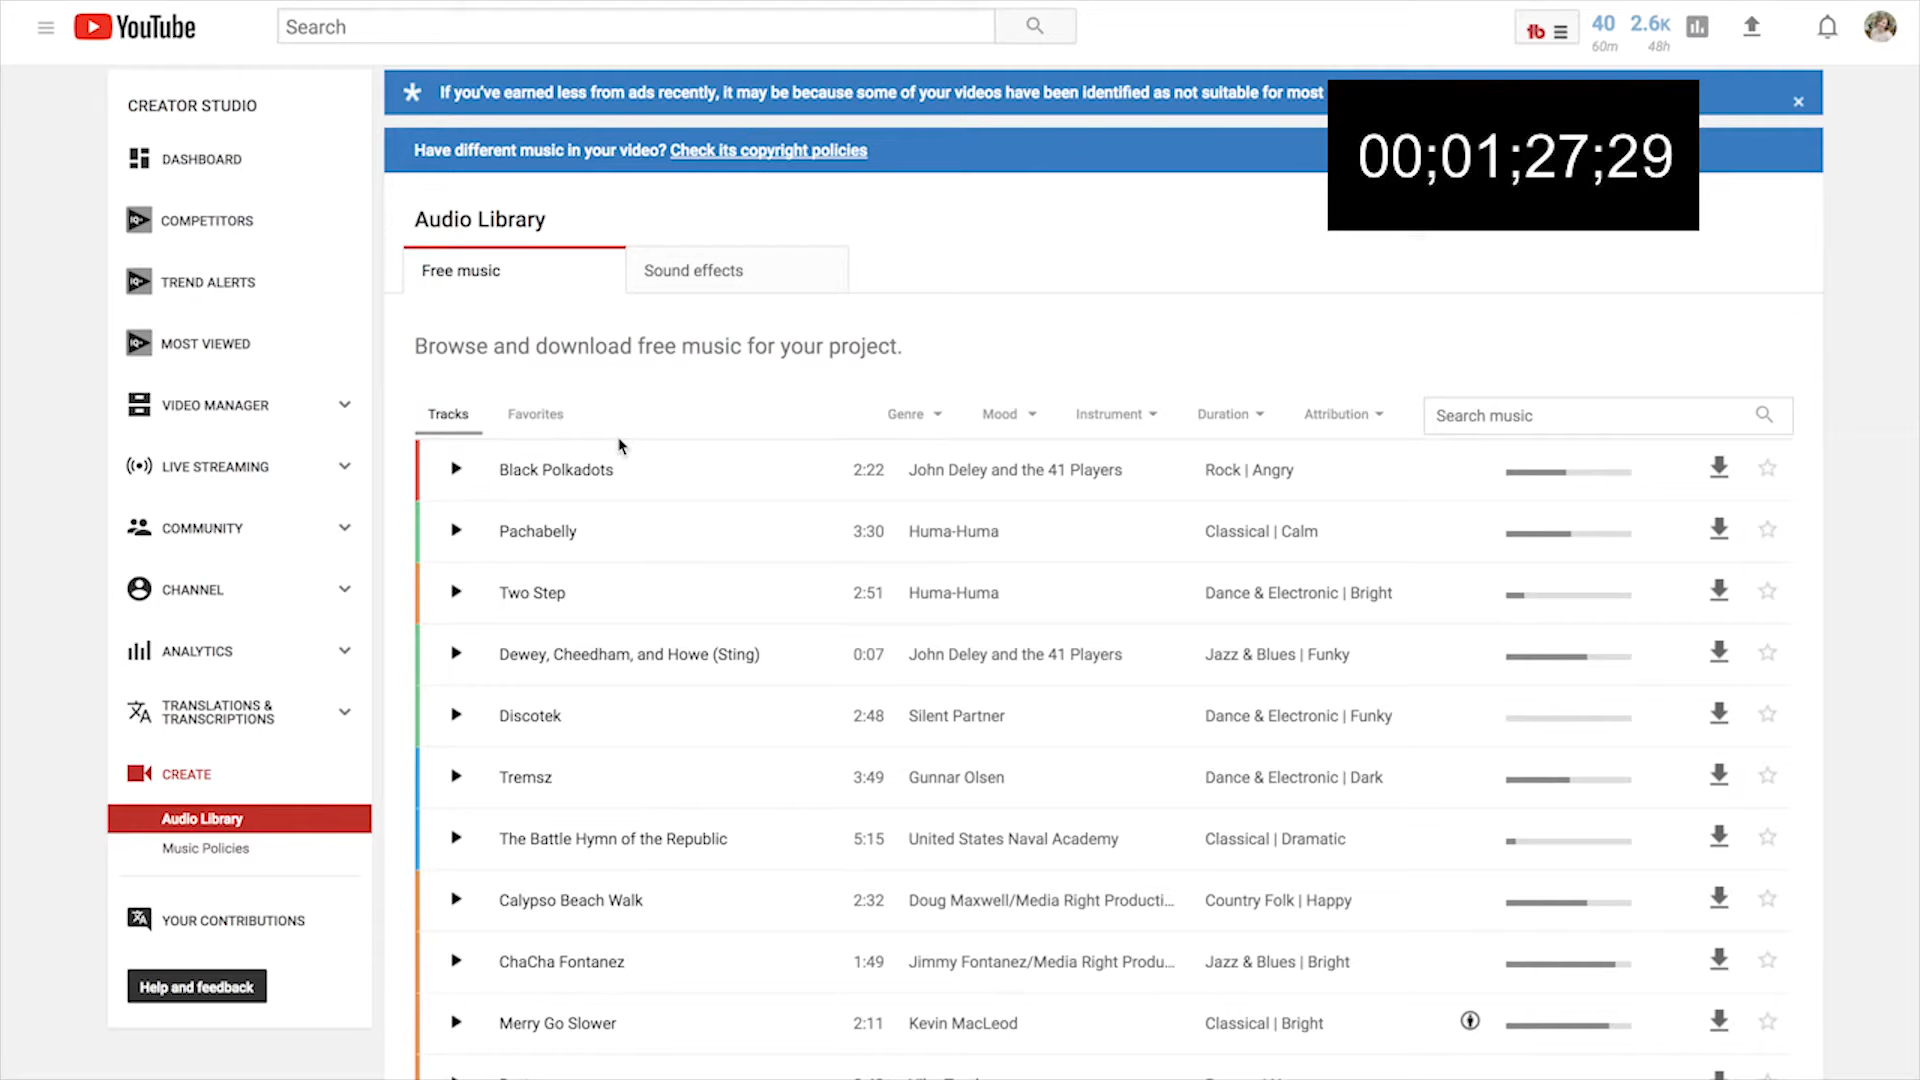 YouTube
Search
tb
40
60m
2.6K
48h
CREATOR STUDIO
DASHBOARD
COMPETITORS
TREND ALERTS
MOST VIEWED
VIDEO MANAGER
LIVE STREAMING
COMMUNITY
CHANNEL
ANALYTICS
TRANSLATIONS &
TRANSCRIPTIONS
CREATE
Audio Library
Music Policies
YOUR CONTRIBUTIONS
Help and feedback
If you've earned less from ads recently, it may be because some of your videos have been identified as not suitable for most
Have different music in your video? Check its copyright policies
00;01;27;29
Audio Library
Free music
Sound effects
Browse and download free music for your project.
Tracks Favorites Genre Mood Instrument Duration Attribution Search music
Black Polkadots 2:22 John Deley and the 41 Players Rock | Angry
Pachabelly 3:30 Huma-Huma Classical | Calm
Two Step 2:51 Huma-Huma Dance & Electronic | Bright
Dewey, Cheedham, and Howe (Sting) 0:07 John Deley and the 41 Players Jazz & Blues | Funky
Discotek 2:48 Silent Partner Dance & Electronic | Funky
Tremsz 3:49 Gunnar Olsen Dance & Electronic | Dark
The Battle Hymn of the Republic 5:15 United States Naval Academy Classical | Dramatic
Calypso Beach Walk 2:32 Doug Maxwell/Media Right Producti... Country Folk | Happy
ChaCha Fontanez 1:49 Jimmy Fontanez/Media Right Produ... Jazz & Blues | Bright
Merry Go Slower 2:11 Kevin MacLeod Classical | Bright